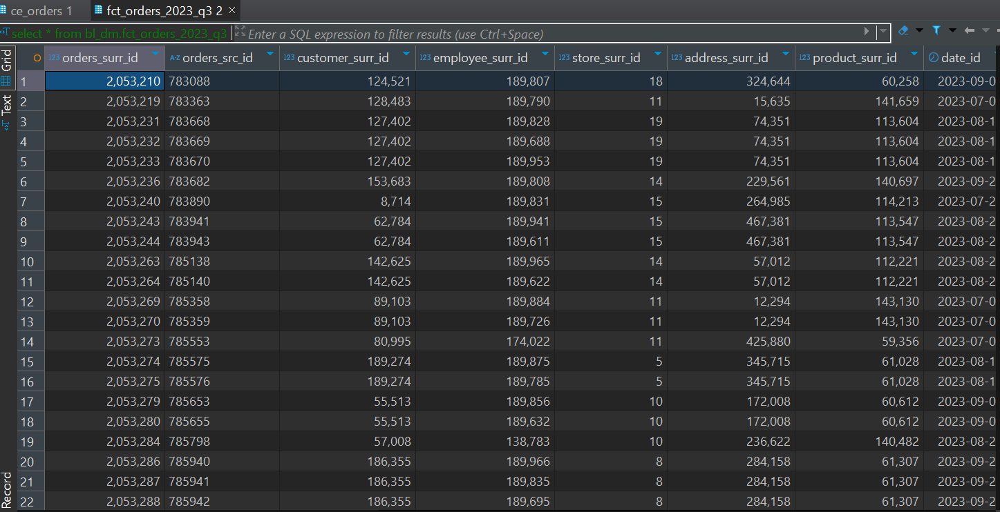 ce_orders 1 fct_orders_2023_q3 2
select * from bl_dm.fct_orders_2023_q3 Enter a SQL expression to filter results (use Ctrl+Space)
Grid
Text
Record
123 orders_surr_id A-Z orders_src_id 123 customer_surr_id 123 employee_surr_id 123 store_surr_id 123 address_surr_id 123 product_surr_id date_id
1 2,053,210 783088 124,521 189,807 18 324,644 60,258 2023-09-0
2 2,053,219 783363 128,483 189,790 11 15,635 141,659 2023-07-0
3 2,053,231 783668 127,402 189,828 19 74,351 113,604 2023-08-1
4 2,053,232 783669 127,402 189,688 19 74,351 113,604 2023-08-1
5 2,053,233 783670 127,402 189,953 19 74,351 113,604 2023-08-1
6 2,053,236 783682 153,683 189,808 14 229,561 140,697 2023-09-2
7 2,053,240 783890 8,714 189,831 15 264,985 114,213 2023-07-2
8 2,053,243 783941 62,784 189,941 15 467,381 113,547 2023-08-2
9 2,053,244 783943 62,784 189,611 15 467,381 113,547 2023-08-2
10 2,053,263 785138 142,625 189,965 14 57,012 112,221 2023-08-2
11 2,053,264 785140 142,625 189,622 14 57,012 112,221 2023-08-2
12 2,053,269 785358 89,103 189,884 11 12,294 143,130 2023-07-0
13 2,053,270 785359 89,103 189,726 11 12,294 143,130 2023-07-0
14 2,053,273 785553 80,995 174,022 11 425,880 59,356 2023-07-0
15 2,053,274 785575 189,274 189,875 5 345,715 61,028 2023-08-1
16 2,053,275 785576 189,274 189,785 5 345,715 61,028 2023-08-1
17 2,053,279 785653 55,513 189,856 10 172,008 60,612 2023-09-0
18 2,053,280 785655 55,513 189,632 10 172,008 60,612 2023-09-0
19 2,053,284 785798 57,008 138,783 10 236,622 140,482 2023-08-2
20 2,053,286 785940 186,355 189,966 8 284,158 61,307 2023-09-2
21 2,053,287 785941 186,355 189,835 8 284,158 61,307 2023-09-2
22 2,053,288 785942 186,355 189,695 8 284,158 61,307 2023-09-2